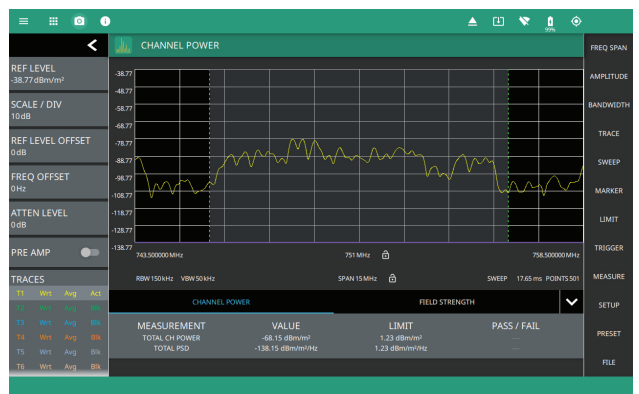 99%
CHANNEL POWER
REF LEVEL
-38.77 dBm/m²
SCALE / DIV
10 dB
REF LEVEL OFFSET
0 dB
FREQ OFFSET
0 Hz
ATTEN LEVEL
0 dB
PRE AMP
TRACES
T1 Wrt Avg Act
T2 Wrt Avg Blk
T3 Wrt Avg Blk
T4 Wrt Avg Blk
T5 Wrt Avg Blk
T6 Wrt Avg Blk
-38.77
-48.77
-58.77
-68.77
-78.77
-88.77
-98.77
-108.77
-118.77
-128.77
-138.77
743.500000 MHz 751 MHz 758.500000 MHz
RBW 150 kHz VBW 50 kHz SPAN 15 MHz SWEEP 17.65 ms POINTS 501
CHANNEL POWER FIELD STRENGTH
MEASUREMENT VALUE LIMIT PASS / FAIL
TOTAL CH POWER -68.15 dBm/m² 1.23 dBm/m² ---
TOTAL PSD -138.15 dBm/m²/Hz 1.23 dBm/m²/Hz ---
FREQ SPAN
AMPLITUDE
BANDWIDTH
TRACE
SWEEP
MARKER
LIMIT
TRIGGER
MEASURE
SETUP
PRESET
FILE